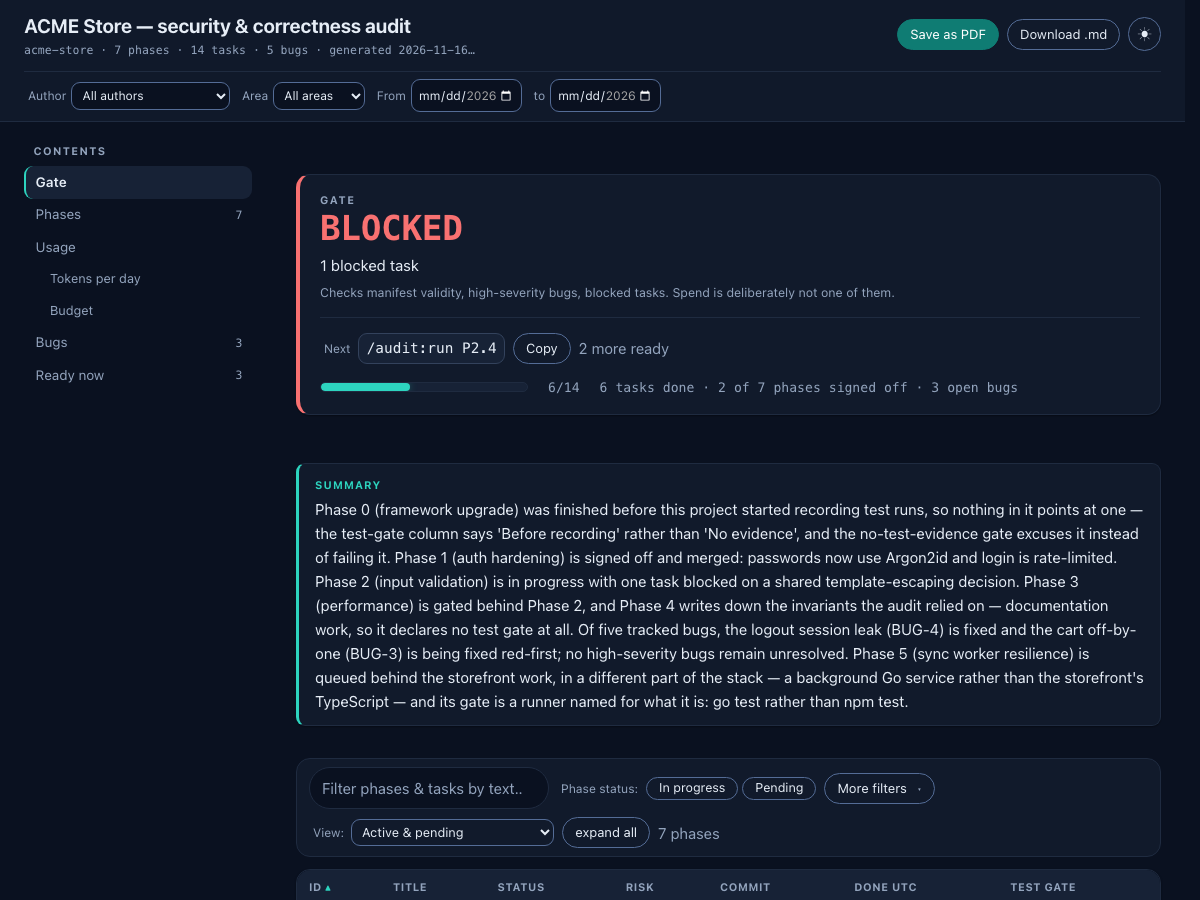 ACME Store — security & correctness audit
acme-store · 7 phases · 14 tasks · 5 bugs · generated 2026-11-16…
Save as PDF
Download .md
Author
All authors
Area
All areas
From
mm/dd/2026
to
mm/dd/2026
CONTENTS
Gate
Phases 7
Usage
Tokens per day
Budget
Bugs 3
Ready now 3
GATE
BLOCKED
1 blocked task
Checks manifest validity, high-severity bugs, blocked tasks. Spend is deliberately not one of them.
Next /audit:run P2.4 Copy 2 more ready
6/14 6 tasks done · 2 of 7 phases signed off · 3 open bugs
SUMMARY
Phase 0 (framework upgrade) was finished before this project started recording test runs, so nothing in it points at one —
the test-gate column says 'Before recording' rather than 'No evidence', and the no-test-evidence gate excuses it instead
of failing it. Phase 1 (auth hardening) is signed off and merged: passwords now use Argon2id and login is rate-limited.
Phase 2 (input validation) is in progress with one task blocked on a shared template-escaping decision. Phase 3
(performance) is gated behind Phase 2, and Phase 4 writes down the invariants the audit relied on — documentation
work, so it declares no test gate at all. Of five tracked bugs, the logout session leak (BUG-4) is fixed and the cart off-by-
one (BUG-3) is being fixed red-first; no high-severity bugs remain unresolved. Phase 5 (sync worker resilience) is
queued behind the storefront work, in a different part of the stack — a background Go service rather than the storefront's
TypeScript — and its gate is a runner named for what it is: go test rather than npm test.
Filter phases & tasks by text..
Phase status: In progress Pending More filters ·
View: Active & pending expand all 7 phases
ID ▲ TITLE STATUS RISK COMMIT DONE UTC TEST GATE